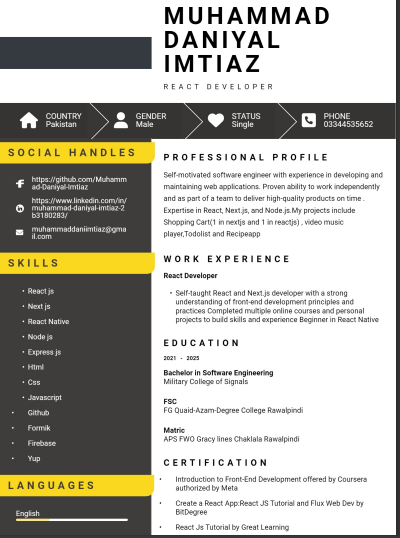 MUHAMMAD
DANIYAL
IMTIAZ
REACT DEVELOPER
COUNTRY
Pakistan
GENDER
Male
STATUS
Single
PHONE
03344535652
SOCIAL HANDLES
https://github.com/Muhamm
ad-Daniyal-Imtiaz
https://www.linkedin.com/in/
muhammad-daniyal-imtiaz-2
b3180283/
muhammaddaniimtiaz@gma
il.com
SKILLS
• React js
• Next js
• React Native
• Node js
• Express js
• Html
• Css
• Javascript
• Github
• Formik
• Firebase
• Yup
LANGUAGES
English
PROFESSIONAL PROFILE
Self-motivated software engineer with experience in developing and
maintaining web applications. Proven ability to work independently
and as part of a team to deliver high-quality products on time .
Expertise in React, Next.js, and Node.js.My projects include
Shopping Cart(1 in nextjs and 1 in reactjs) , video music
player,Todolist and Recipeapp
WORK EXPERIENCE
React Developer
• Self-taught React and Next.js developer with a strong
understanding of front-end development principles and
practices Completed multiple online courses and personal
projects to build skills and experience Beginner in React Native
EDUCATION
2021 - 2025
Bachelor in Software Engineering
Military College of Signals
FSC
FG Quaid-Azam-Degree College Rawalpindi
Matric
APS FWO Gracy lines Chaklala Rawalpindi
CERTIFICATION
• Introduction to Front-End Development offered by Coursera
authorized by Meta
• Create a React App:React JS Tutorial and Flux Web Dev by
BitDegree
• React Js Tutorial by Great Learning